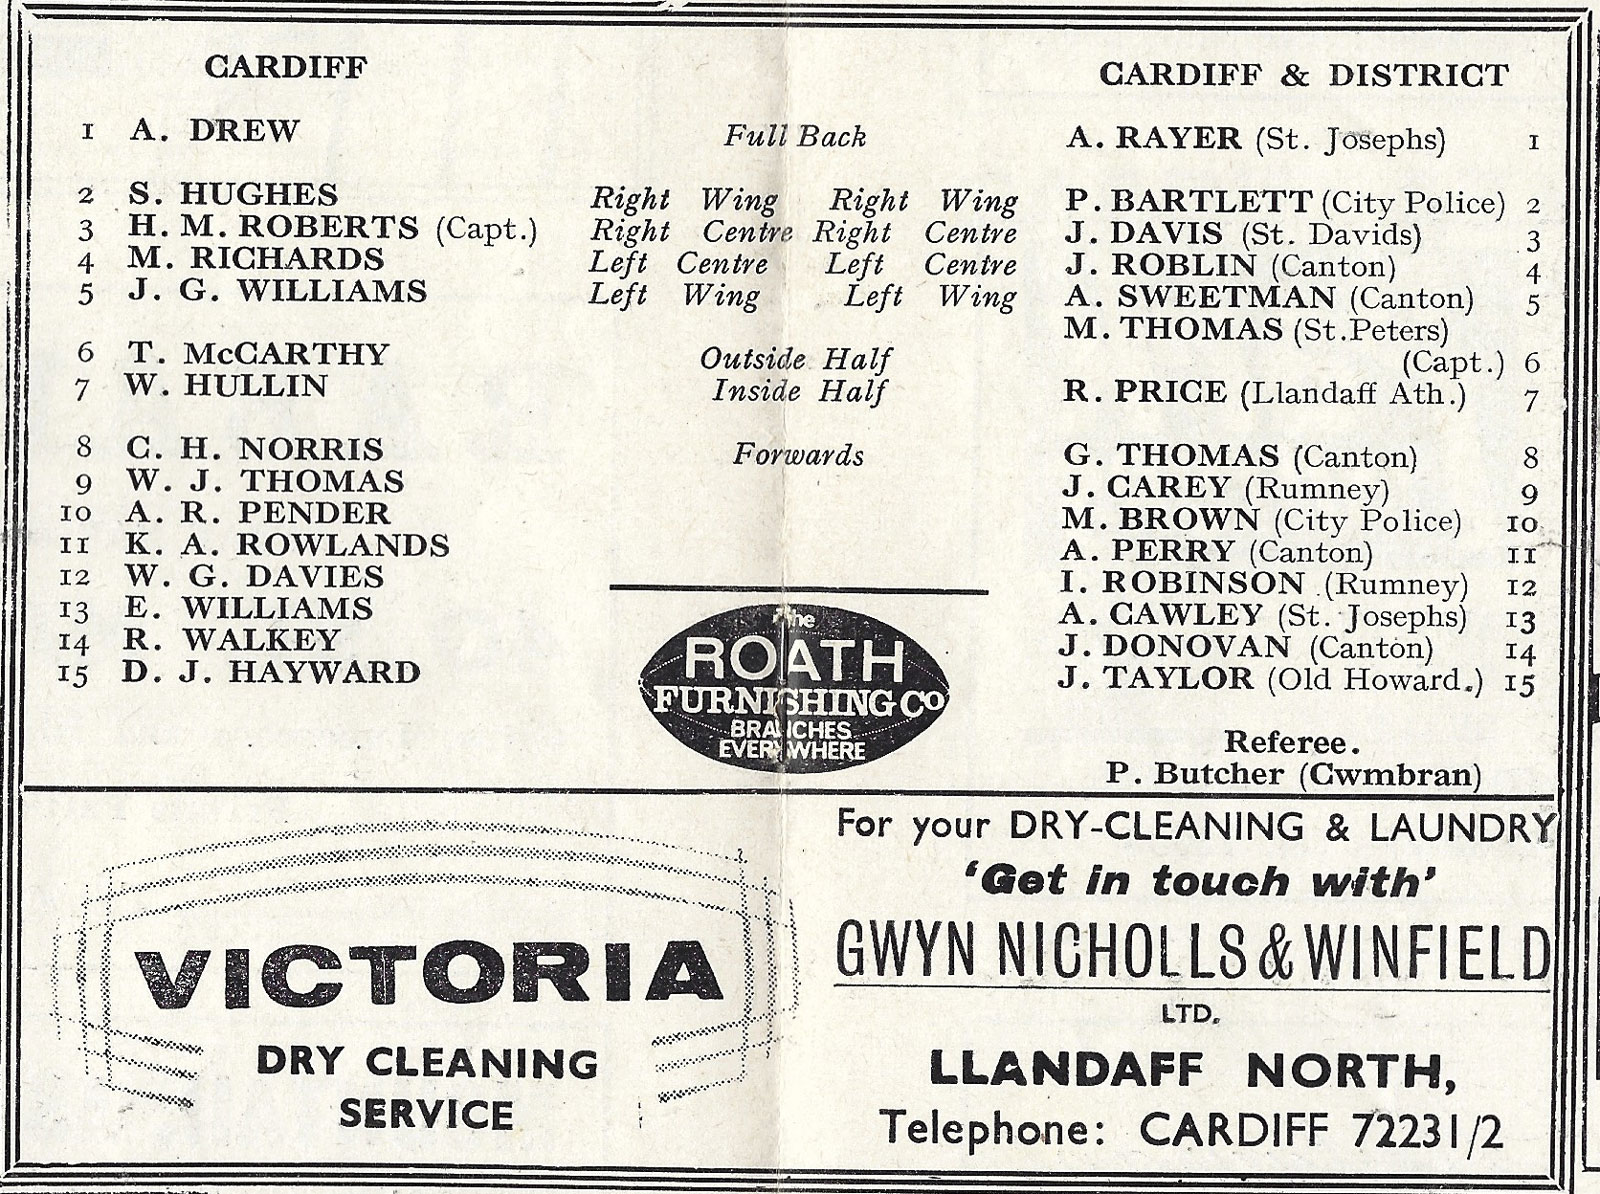 CARDIFF
CARDIFF & DISTRICT
1 A. DREW Full Back A. RAYER (St. Josephs) 1
2 S. HUGHES Right Wing Right Wing P. BARTLETT (City Police) 2
3 H. M. ROBERTS (Capt.) Right Centre Right Centre J. DAVIS (St. Davids) 3
4 M. RICHARDS Left Centre Left Centre J. ROBLIN (Canton) 4
5 J. G. WILLIAMS Left Wing Left Wing A. SWEETMAN (Canton) 5
M. THOMAS (St.Peters)
6 T. McCARTHY Outside Half (Capt.) 6
7 W. HULLIN Inside Half R. PRICE (Llandaff Ath.) 7
8 C. H. NORRIS Forwards G. THOMAS (Canton) 8
9 W. J. THOMAS J. CAREY (Rumney) 9
10 A. R. PENDER M. BROWN (City Police) 10
11 K. A. ROWLANDS A. PERRY (Canton) 11
12 W. G. DAVIES I. ROBINSON (Rumney) 12
13 E. WILLIAMS A. CAWLEY (St. Josephs) 13
14 R. WALKEY J. DONOVAN (Canton) 14
15 D. J. HAYWARD J. TAYLOR (Old Howard.) 15
the
ROATH
FURNISHING CO
BRANCHES
EVERYWHERE
Referee.
P. Butcher (Cwmbran)
VICTORIA
DRY CLEANING
SERVICE
For your DRY-CLEANING & LAUNDRY
'Get in touch with'
GWYN NICHOLLS & WINFIELD
LTD.
LLANDAFF NORTH,
Telephone: CARDIFF 72231/2